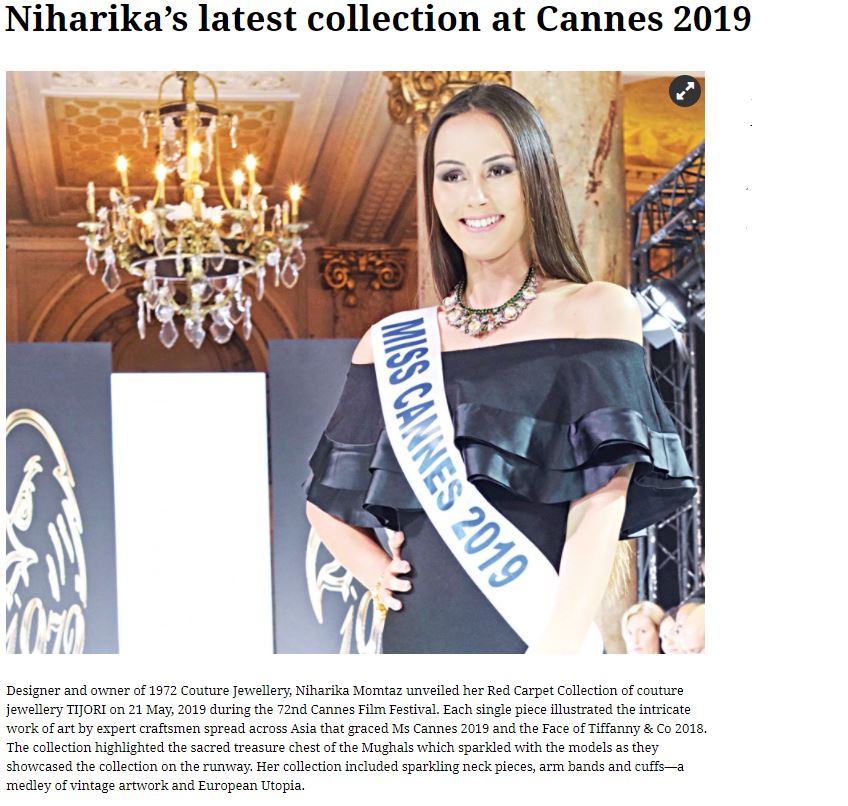 Niharika’s latest collection at Cannes 2019
MISS CANNES 2019
Designer and owner of 1972 Couture Jewellery, Niharika Momtaz unveiled her Red Carpet Collection of couture
jewellery TIJORI on 21 May, 2019 during the 72nd Cannes Film Festival. Each single piece illustrated the intricate
work of art by expert craftsmen spread across Asia that graced Ms Cannes 2019 and the Face of Tiffanny & Co 2018.
The collection highlighted the sacred treasure chest of the Mughals which sparkled with the models as they
showcased the collection on the runway. Her collection included sparkling neck pieces, arm bands and cuffs—a
medley of vintage artwork and European Utopia.